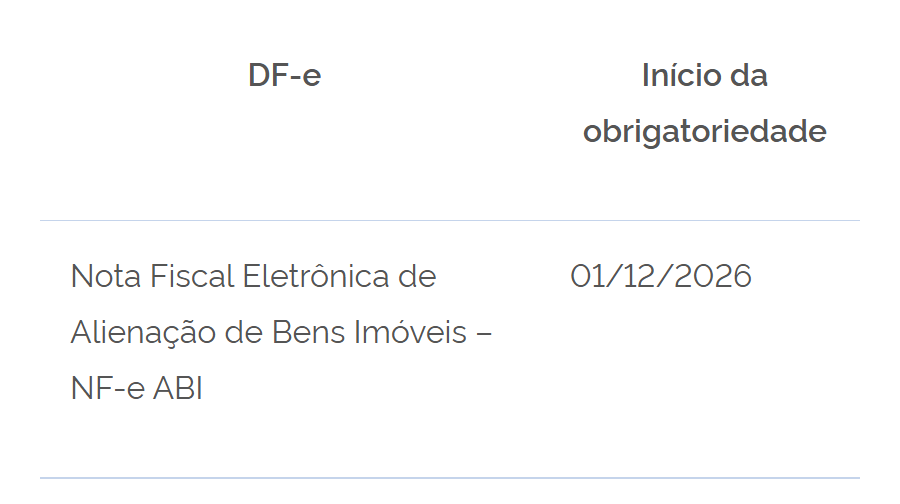 DF-e
Início da
obrigatoriedade
Nota Fiscal Eletrônica de
Alienação de Bens Imóveis –
NF-e ABI
01/12/2026